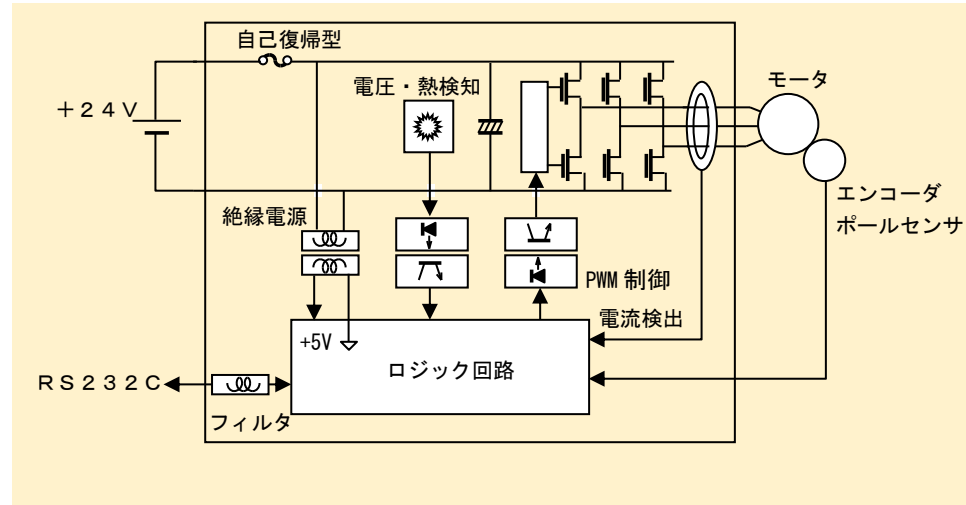 自己復帰型
電圧・熱検知
モータ
＋２４Ｖ
エンコーダ
ポールセンサ
絶縁電源
PWM 制御
電流検出
+5V
ロジック回路
ＲＳ２３２Ｃ
フィルタ